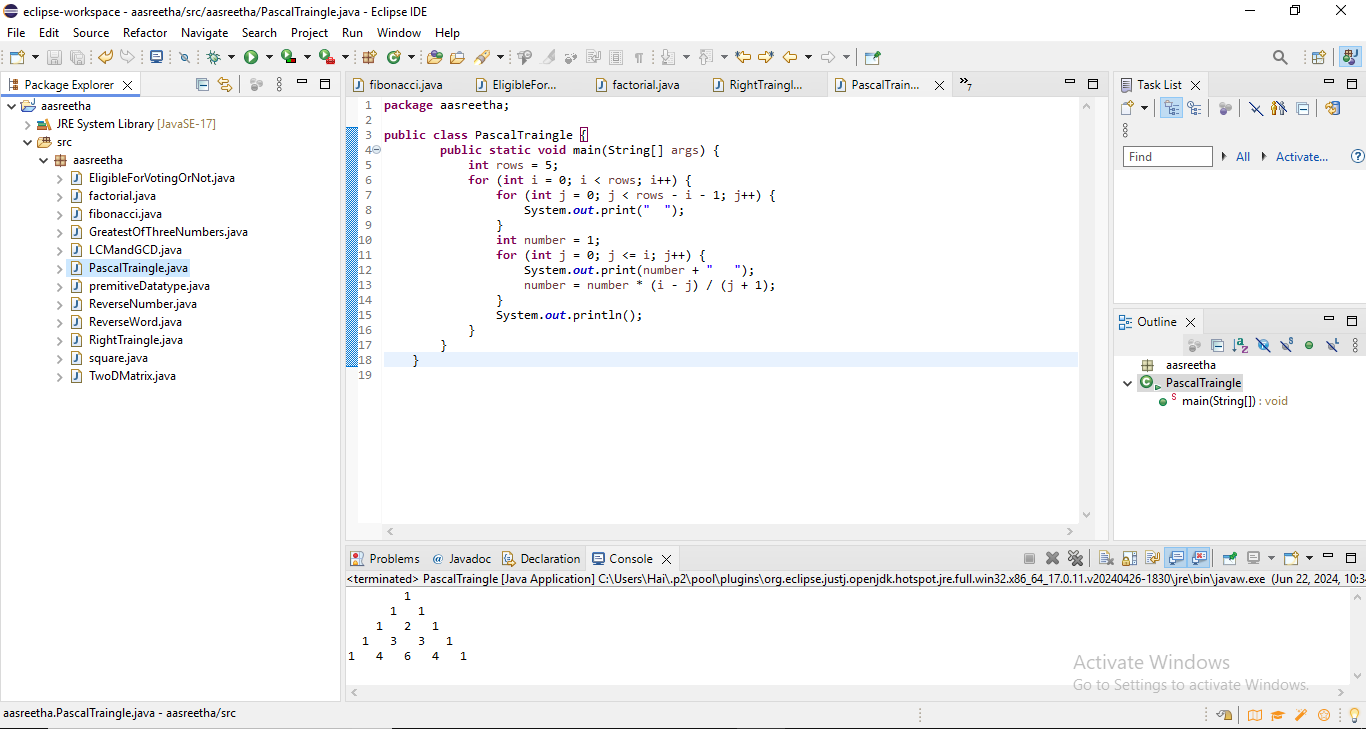 eclipse-workspace - aasreetha/src/aasreetha/PascalTraingle.java - Eclipse IDE
File Edit Source Refactor Navigate Search Project Run Window Help
Package Explorer
aasreetha
JRE System Library [JavaSE-17]
src
aasreetha
EligibleForVotingOrNot.java
factorial.java
fibonacci.java
GreatestOfThreeNumbers.java
LCMandGCD.java
PascalTraingle.java
premitiveDatatype.java
ReverseNumber.java
ReverseWord.java
RightTraingle.java
square.java
TwoDMatrix.java
fibonacci.java EligibleFor... factorial.java RightTraingl... PascalTrain... »7
1 package aasreetha;
2
3 public class PascalTraingle {
4 public static void main(String[] args) {
5 int rows = 5;
6 for (int i = 0; i < rows; i++) {
7 for (int j = 0; j < rows - i - 1; j++) {
8 System.out.print("  ");
9 }
10 int number = 1;
11 for (int j = 0; j <= i; j++) {
12 System.out.print(number + "   ");
13 number = number * (i - j) / (j + 1);
14 }
15 System.out.println();
16 }
17 }
18 }
19
Task List
Find All Activate...
Outline
aasreetha
PascalTraingle
main(String[]) : void
Problems Javadoc Declaration Console
<terminated> PascalTraingle [Java Application] C:\Users\Hai\.p2\pool\plugins\org.eclipse.justj.openjdk.hotspot.jre.full.win32.x86_64_17.0.11.v20240426-1830\jre\bin\javaw.exe (Jun 22, 2024, 10:3
1
1 1
1 2 1
1 3 3 1
1 4 6 4 1
Activate Windows
Go to Settings to activate Windows.
aasreetha.PascalTraingle.java - aasreetha/src